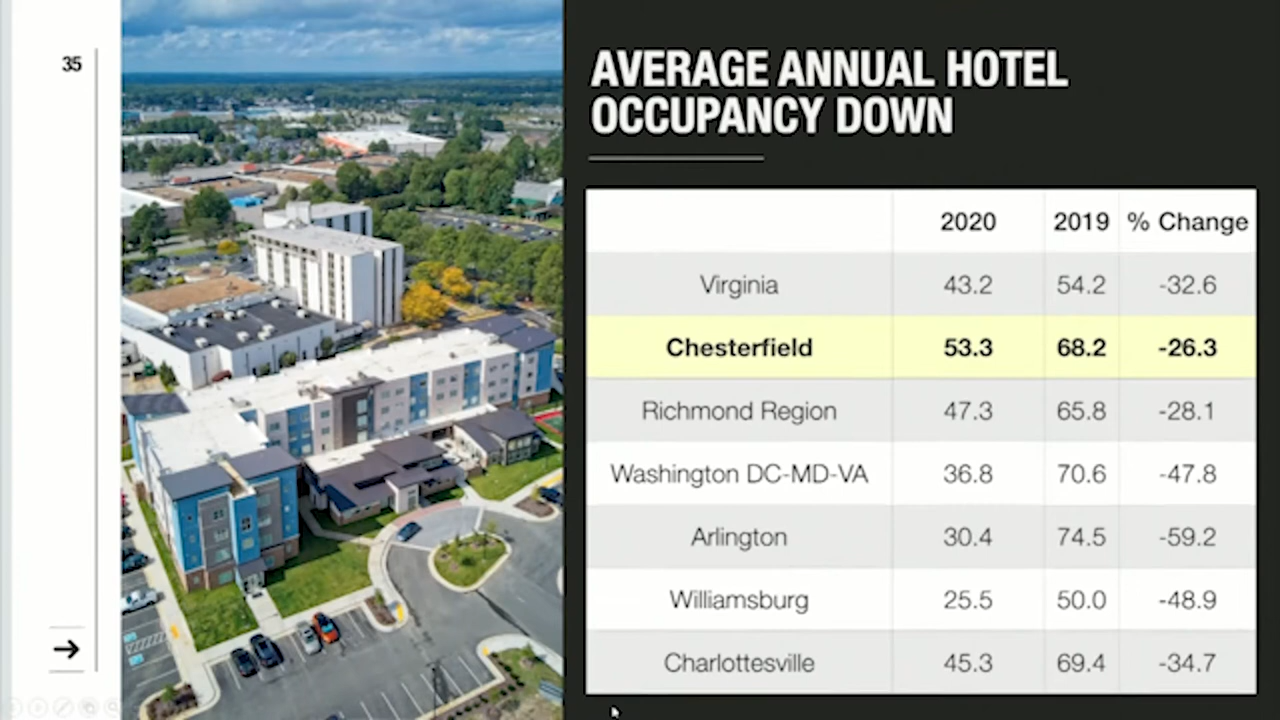 35
AVERAGE ANNUAL HOTEL
OCCUPANCY DOWN
2020 2019 % Change
Virginia 43.2 54.2 -32.6
Chesterfield 53.3 68.2 -26.3
Richmond Region 47.3 65.8 -28.1
Washington DC-MD-VA 36.8 70.6 -47.8
Arlington 30.4 74.5 -59.2
Williamsburg 25.5 50.0 -48.9
Charlottesville 45.3 69.4 -34.7